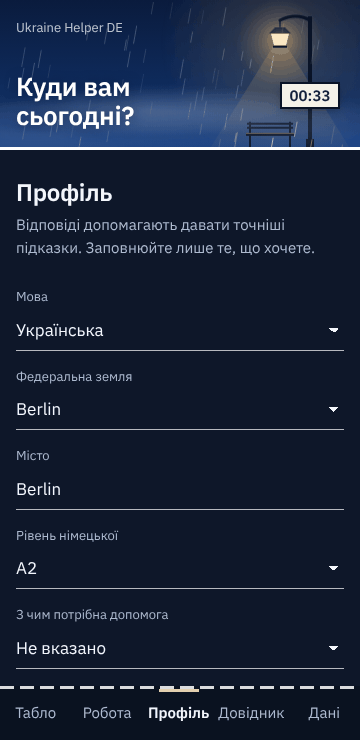 Ukraine Helper DE
Куди вам
сьогодні?
00:33
Профіль
Відповіді допомагають давати точніші
підказки. Заповнюйте лише те, що хочете.
Мова
Українська
Федеральна земля
Berlin
Місто
Berlin
Рівень німецької
A2
З чим потрібна допомога
Не вказано
Табло Робота Профіль Довідник Дані